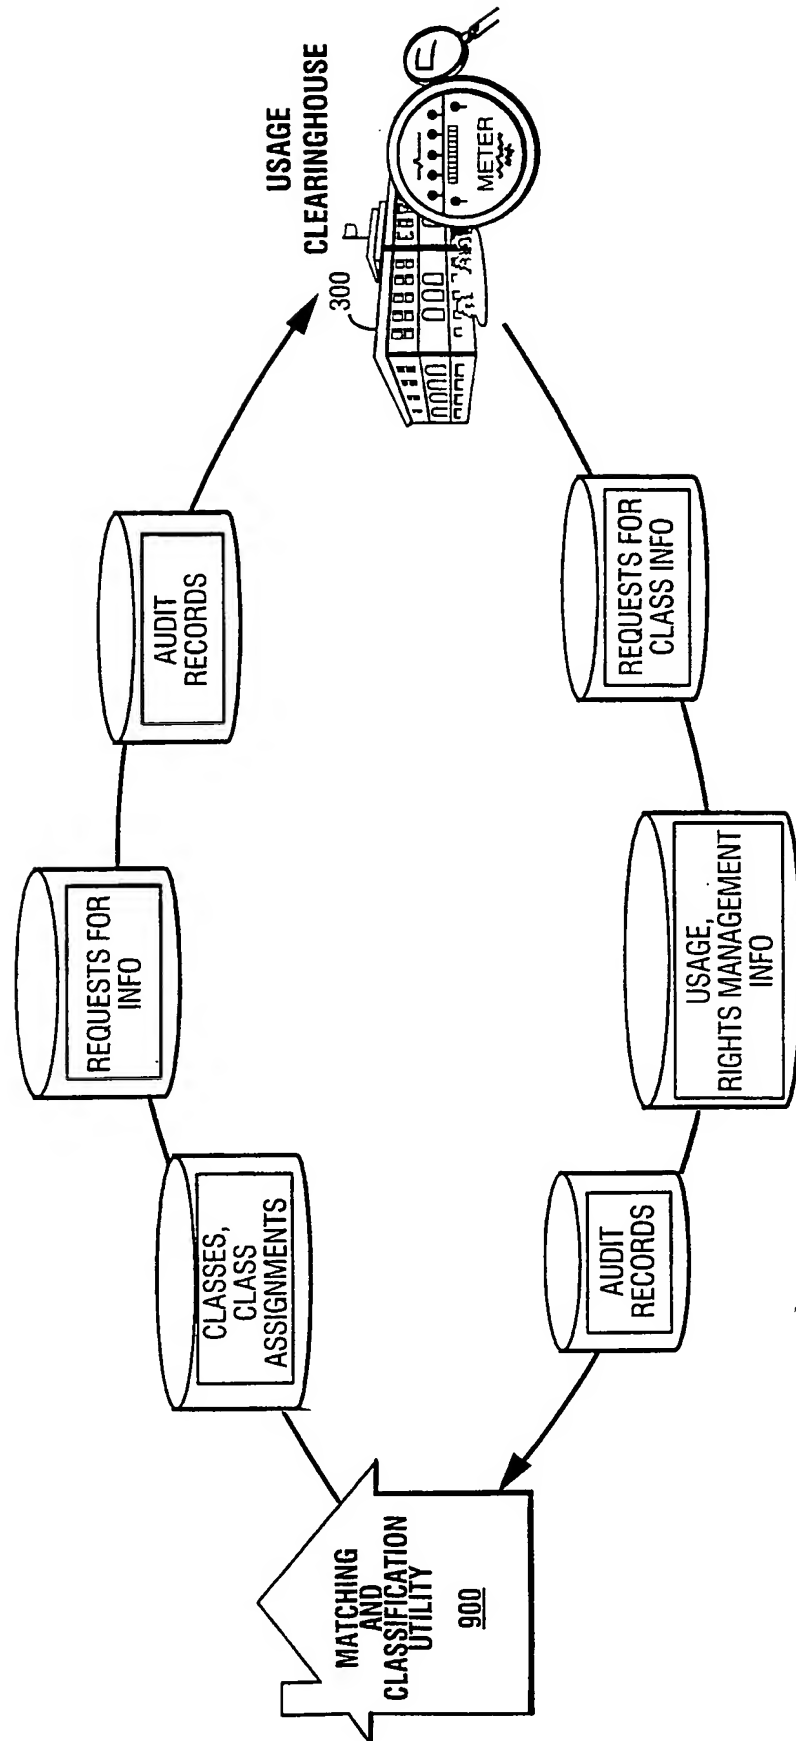 USAGE
CLEARINGHOUSE
300
METER
AUDIT
RECORDS
REQUESTS FOR
INFO
CLASSES,
CLASS
ASSIGNMENTS
MATCHING
AND
CLASSIFICATION
UTILITY
900
AUDIT
RECORDS
USAGE,
RIGHTS MANAGEMENT
INFO
REQUESTS FOR
CLASS INFO